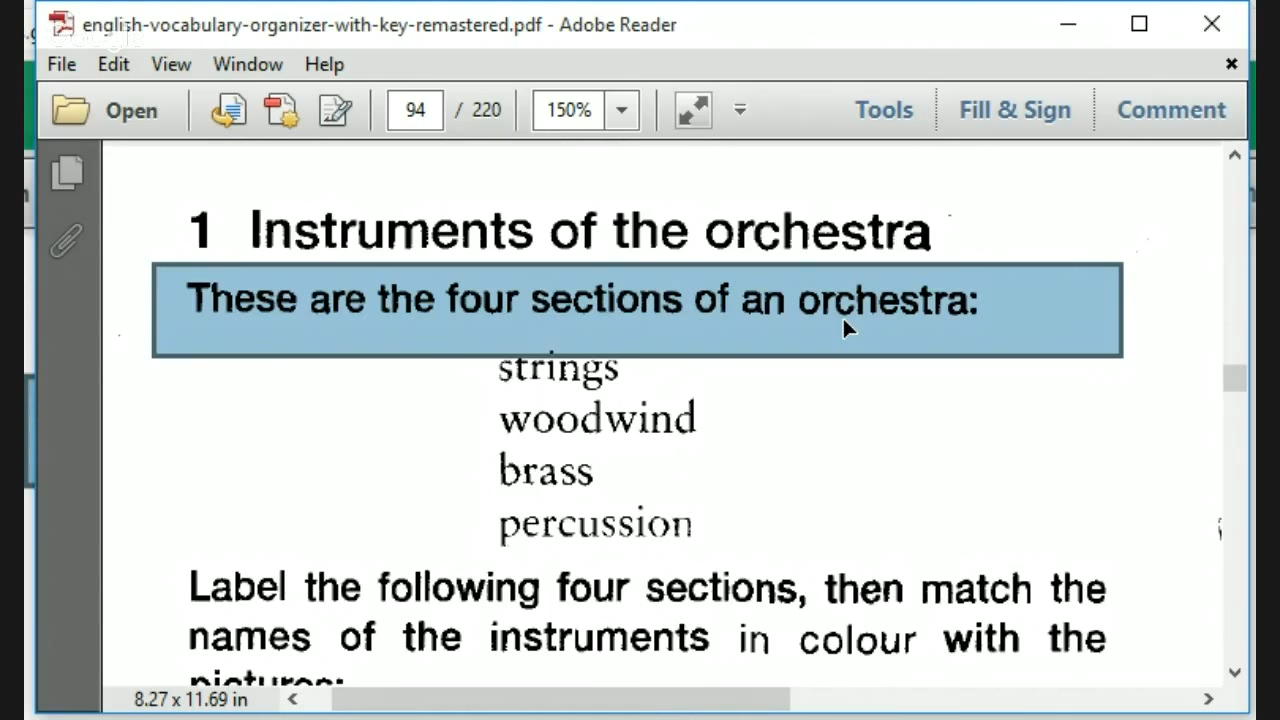 english-vocabulary-organizer-with-key-remastered.pdf - Adobe Reader
File Edit View Window Help
Open 94 / 220 150% Tools Fill & Sign Comment
1 Instruments of the orchestra
These are the four sections of an orchestra:
strings
woodwind
brass
percussion
Label the following four sections, then match the
names of the instruments in colour with the
pictures:
8.27 x 11.69 in